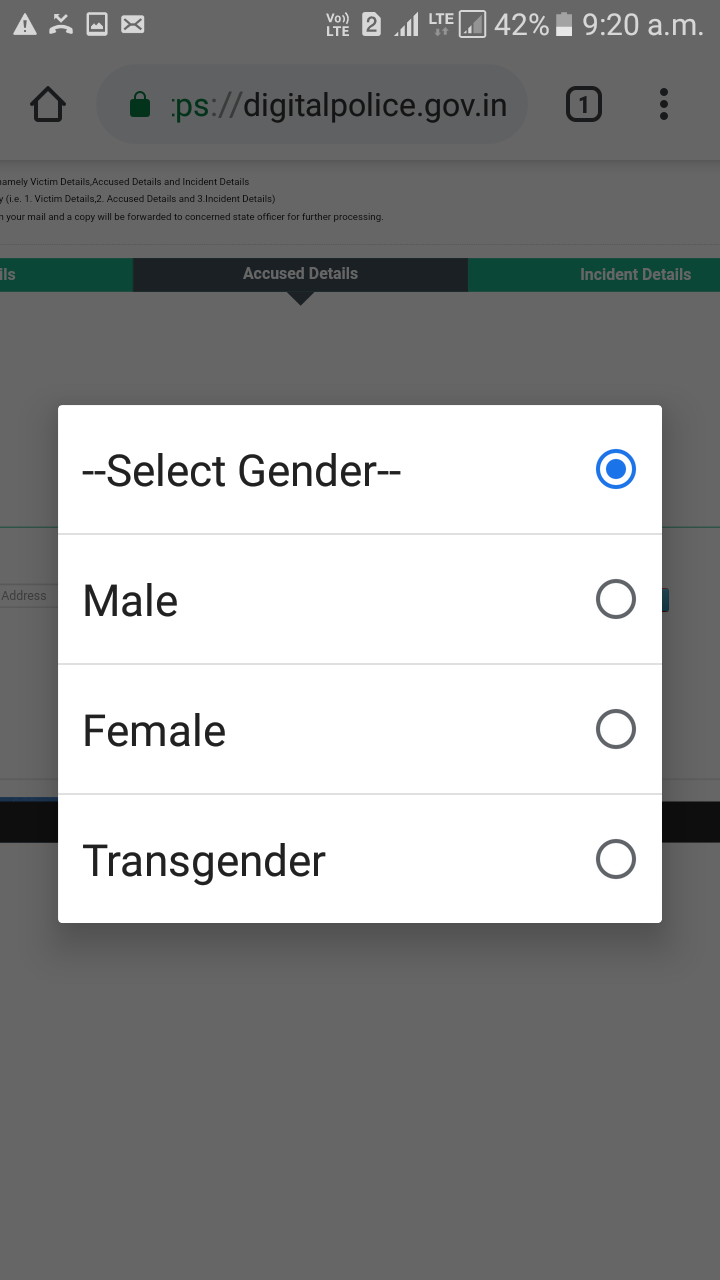 Vo)) LTE 2 LTE 42% 9:20 a.m.
ps://digitalpolice.gov.in 1
namely Victim Details,Accused Details and Incident Details
y (i.e. 1. Victim Details,2. Accused Details and 3.Incident Details)
n your mail and a copy will be forwarded to concerned state officer for further processing.
ils Accused Details Incident Details
--Select Gender--
Male
Address
Female
Transgender